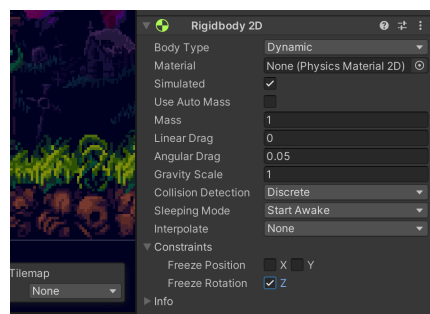 Rigidbody 2D
Body Type Dynamic
Material None (Physics Material 2D)
Simulated
Use Auto Mass
Mass 1
Linear Drag 0
Angular Drag 0.05
Gravity Scale 1
Collision Detection Discrete
Sleeping Mode Start Awake
Interpolate None
Constraints
Freeze Position X Y
Freeze Rotation Z
Info
Tilemap
None